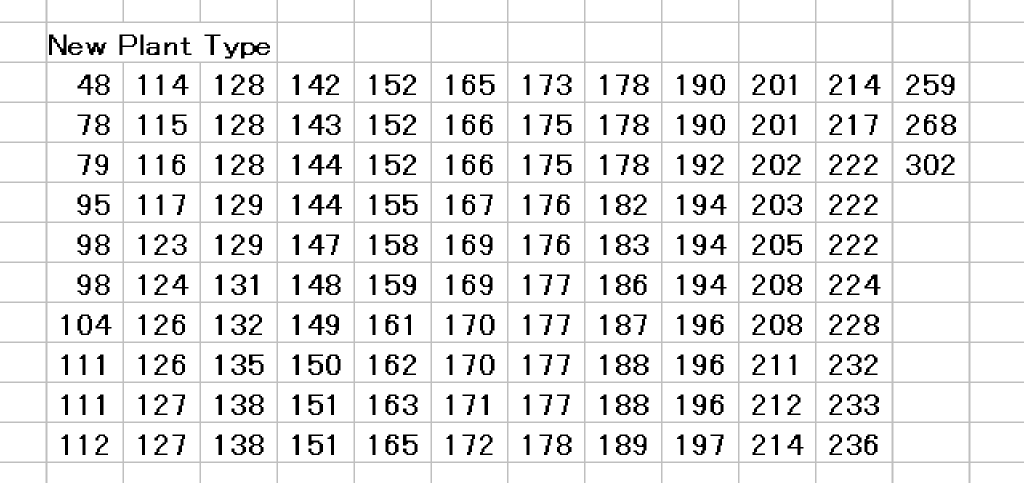 New Plant Type
48 114 128 142 152 165 173 178 190 201 214 259
78 115 128 143 152 166 175 178 190 201 217 268
79 116 128 144 152 166 175 178 192 202 222 302
95 117 129 144 155 167 176 182 194 203 222
98 123 129 147 158 169 176 183 194 205 222
98 124 131 148 159 169 177 186 194 208 224
104 126 132 149 161 170 177 187 196 208 228
111 126 135 150 162 170 177 188 196 211 232
111 127 138 151 163 171 177 188 196 212 233
112 127 138 151 165 172 178 189 197 214 236